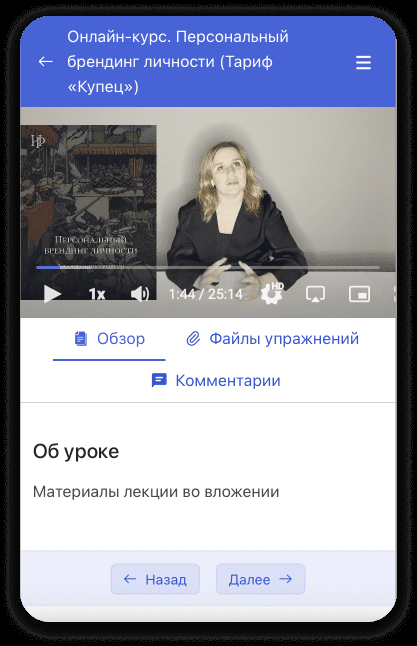 Онлайн-курс. Персональный
брендинг личности (Тариф
«Купец»)
Персональный
брендинг личности
1x
1:44 / 25:14
HD
Обзор
Файлы упражнений
Комментарии
Об уроке
Материалы лекции во вложении
Назад
Далее